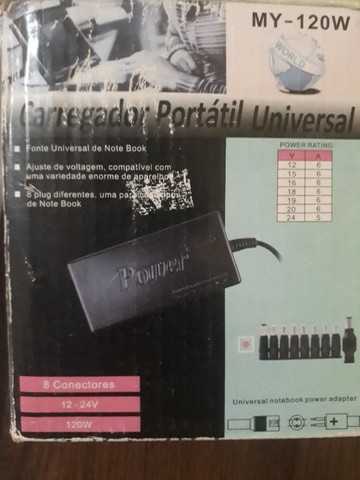 MY-120W
WORLD
Carregador Portátil Universal
Fonte Universal de Note Book
Ajuste de voltagem, compatível com
uma variedade enorme de aparelho
8 plug diferentes, uma para
de Note Book
POWER RATING
V A
12 6
15 6
16 6
18 6
19 6
20 6
24 5
Power
8 Conectores
12 - 24V
120W
Universal notebook power adapter